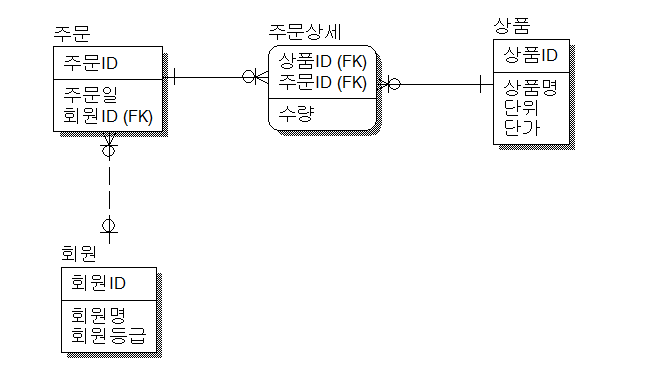 주문
주문ID
주문일
회원ID (FK)
주문상세
상품ID (FK)
주문ID (FK)
수량
상품
상품ID
상품명
단위
단가
회원
회원ID
회원명
회원등급